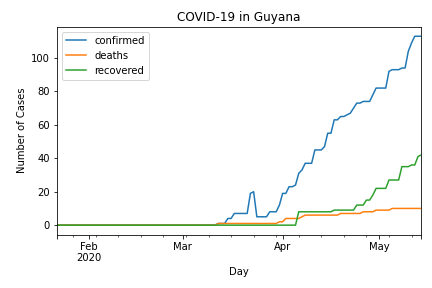 COVID-19 in Guyana
confirmed
deaths
recovered
Number of Cases
100
80
60
40
20
0
Feb
2020
Mar
Apr
May
Day